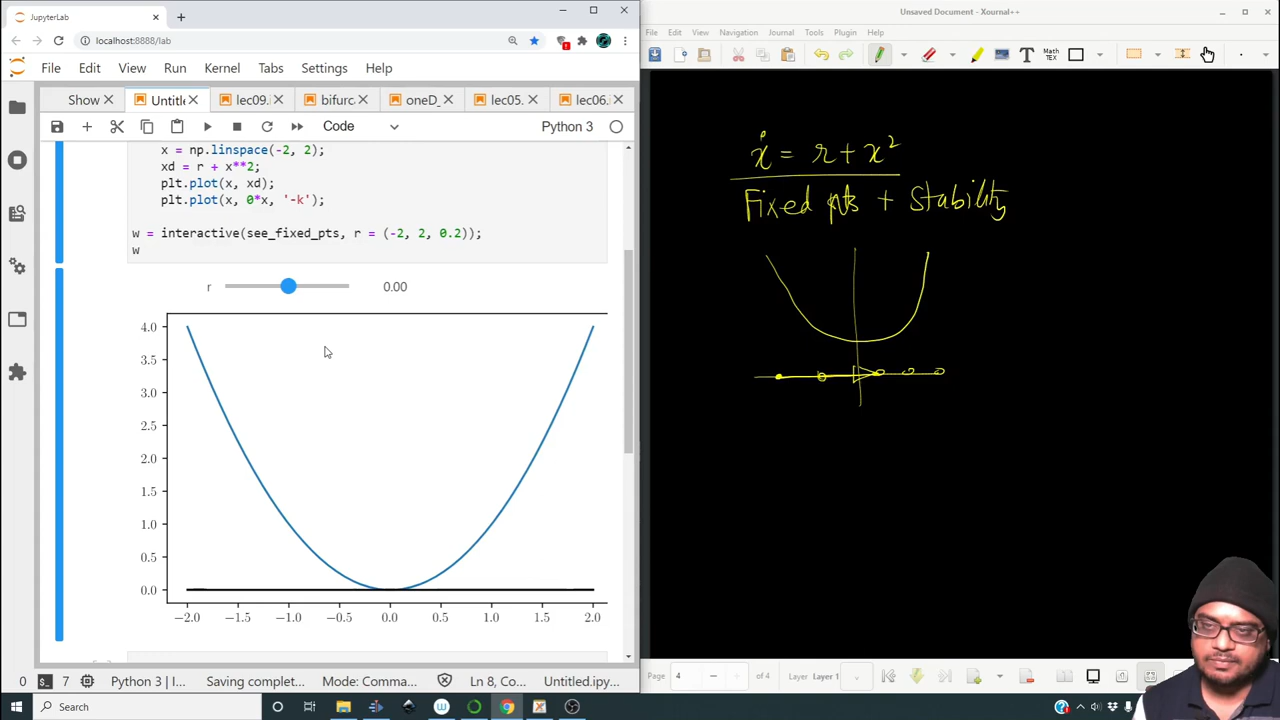 JupyterLab
Unsaved Document - Xournal++
localhost:8888/lab
File Edit View Navigation Journal Tools Plugin Help
File Edit View Run Kernel Tabs Settings Help
Show Untitle lec09.i bifurc. oneD_ lec05. lec06.i
Code Python 3
x = np.linspace(-2, 2);
xd = r + x**2;
plt.plot(x, xd);
plt.plot(x, 0*x, '-k');
w = interactive(see_fixed_pts, r = (-2, 2, 0.2));
w
r 0.00
4.0
3.5
3.0
2.5
2.0
1.5
1.0
0.5
0.0
−2.0 −1.5 −1.0 −0.5 0.0 0.5 1.0 1.5 2.0
ẋ = r + x²
Fixed pts + Stability
0 7 Python 3 | I... Saving complet... Mode: Comma... Ln 8, Co... Untitled.ipy...
Page 4 of 4 Layer Layer 1
Search